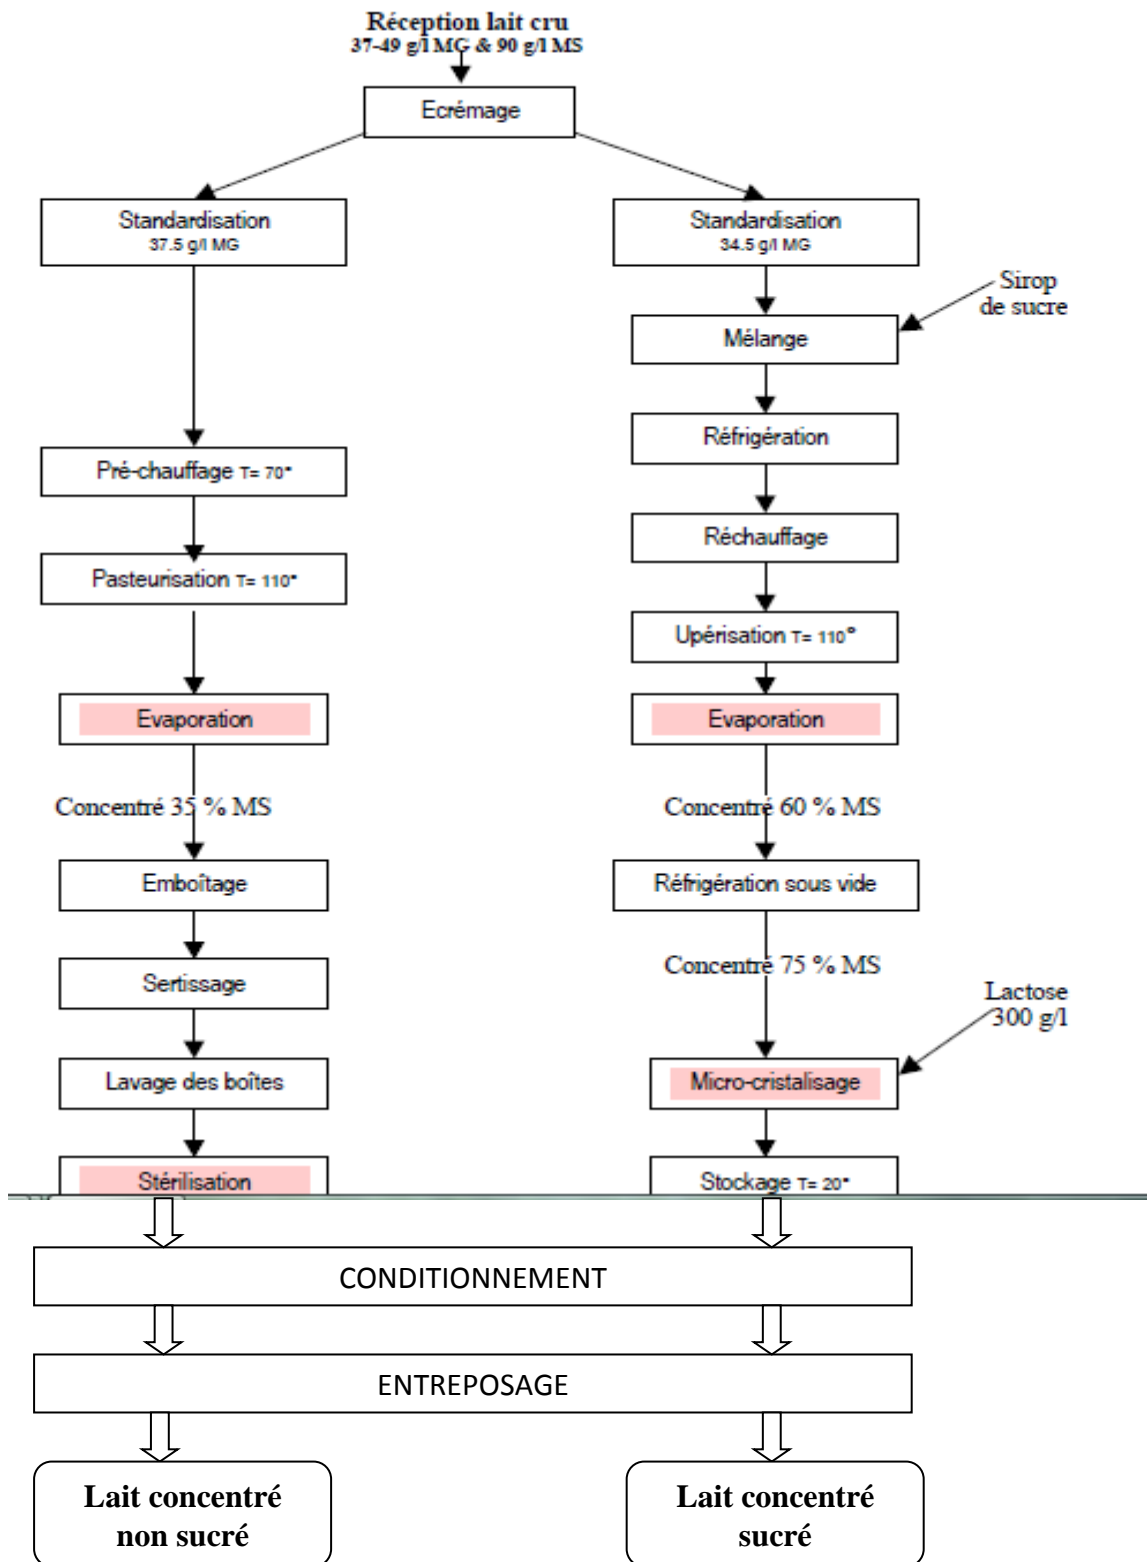 Réception lait cru
37-49 g/l MG & 90 g/l MS
Ecrémage
Standardisation
37.5 g/l MG
Standardisation
34.5 g/l MG
Sirop
de sucre
Mélange
Réfrigération
Pré-chauffage T= 70°
Réchauffage
Pasteurisation T= 110°
Upérisation T= 110°
Evaporation
Evaporation
Concentré 35 % MS
Concentré 60 % MS
Emboîtage
Réfrigération sous vide
Sertissage
Concentré 75 % MS
Lactose
300 g/l
Lavage des boîtes
Micro-cristalisage
Stérilisation
Stockage T= 20°
CONDITIONNEMENT
ENTREPOSAGE
Lait concentré
non sucré
Lait concentré
sucré